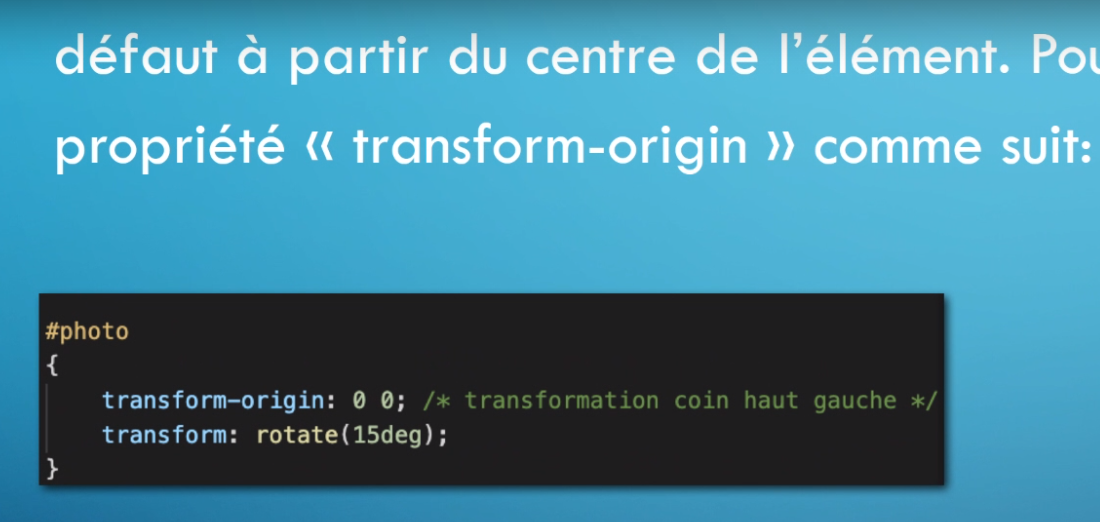 défaut à partir du centre de l’élément. Pou
propriété « transform-origin » comme suit:
#photo
{
transform-origin: 0 0; /* transformation coin haut gauche */
transform: rotate(15deg);
}